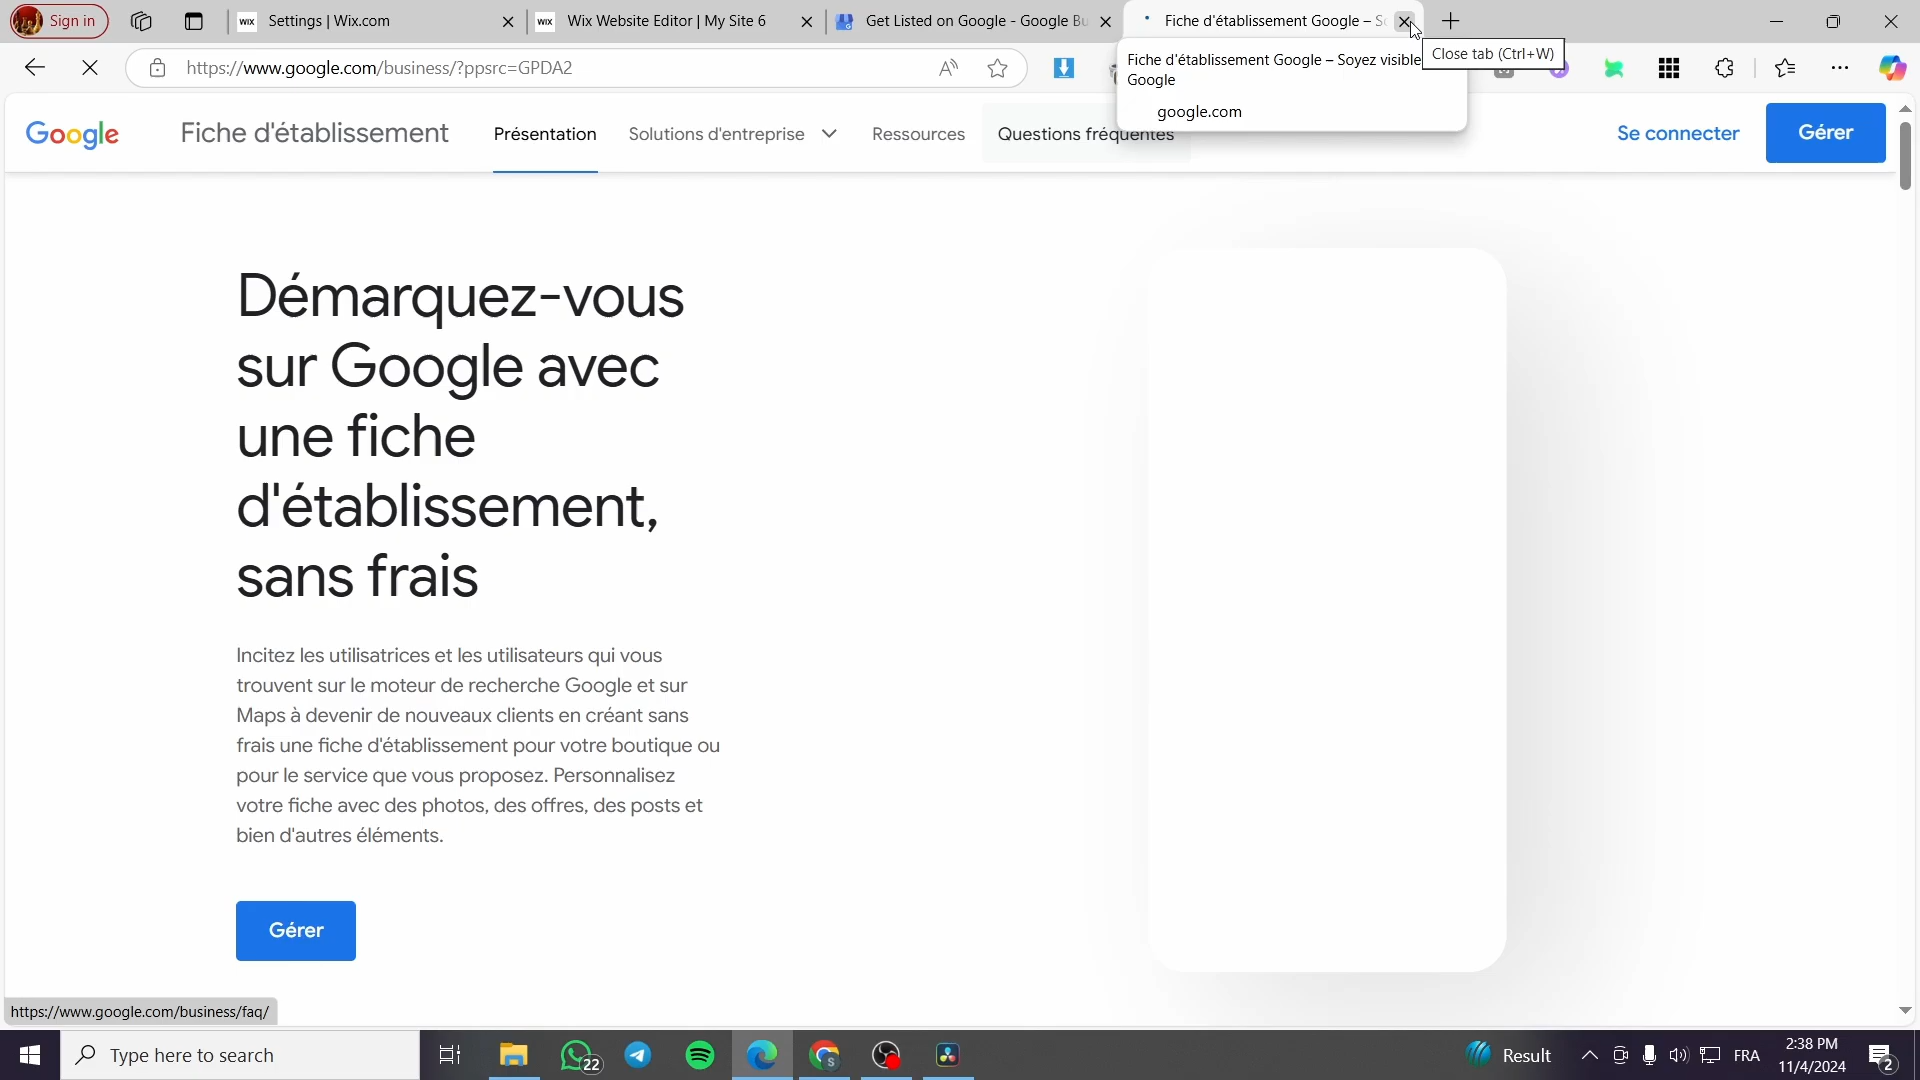 Sign in
Settings | Wix.com
Wix Website Editor | My Site 6
Get Listed on Google - Google Bu
Fiche d'établissement Google – So
Close tab (Ctrl+W)
https://www.google.com/business/?ppsrc=GPDA2
Fiche d'établissement Google – Soyez visible
Google
google.com
Google
Fiche d'établissement
Présentation
Solutions d'entreprise
Ressources
Questions fréquentes
Se connecter
Gérer
Démarquez-vous
sur Google avec
une fiche
d'établissement,
sans frais
Incitez les utilisatrices et les utilisateurs qui vous
trouvent sur le moteur de recherche Google et sur
Maps à devenir de nouveaux clients en créant sans
frais une fiche d'établissement pour votre boutique ou
pour le service que vous proposez. Personnalisez
votre fiche avec des photos, des offres, des posts et
bien d'autres éléments.
Gérer
https://www.google.com/business/faq/
Type here to search
22
Result
FRA
2:38 PM
11/4/2024
2